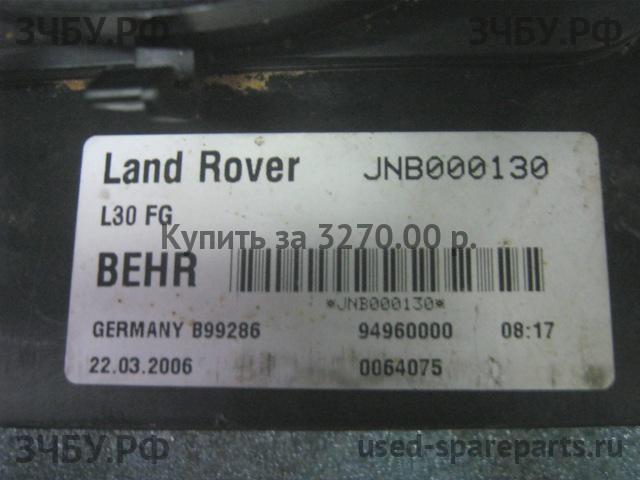 ЗЧБУ.РФ ЗЧБУ.РФ
Land Rover JNB000130
L30 FG
Купить за 3270.00 р.
BEHR
*JNB000130*
GERMANY B99286 94960000 08:17
22.03.2006 0064075
ЗЧБУ.РФ used-spareparts.ru